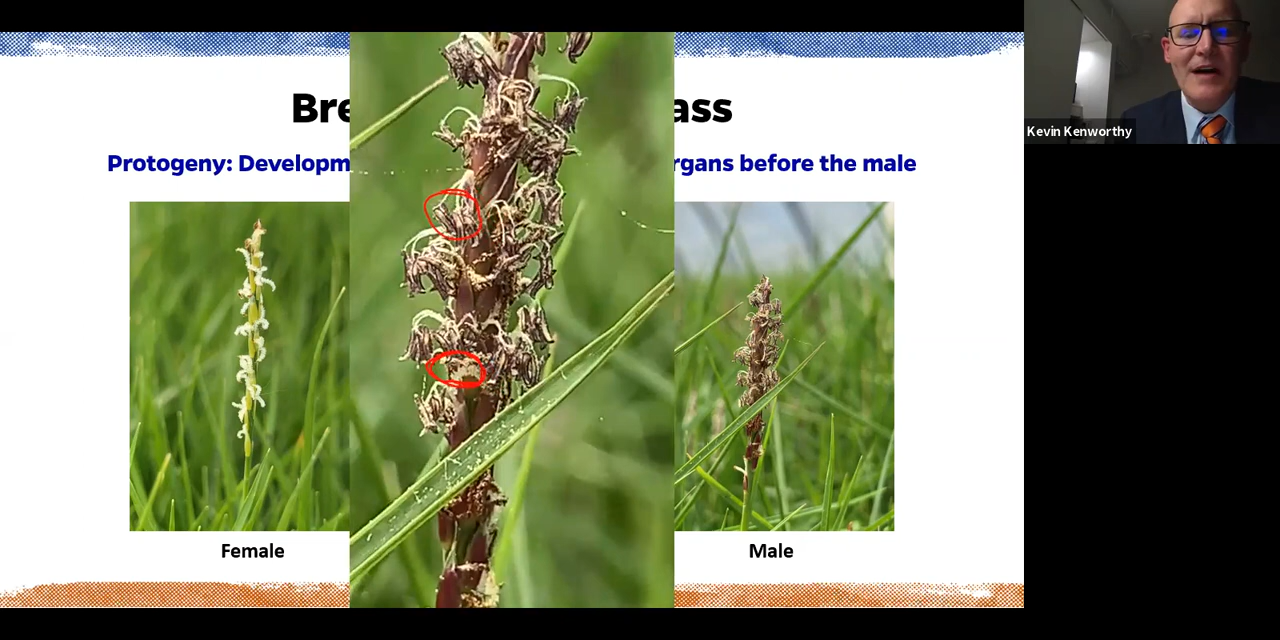 Bre ass
Protogeny: Developm rgans before the male
Kevin Kenworthy
Female
Male